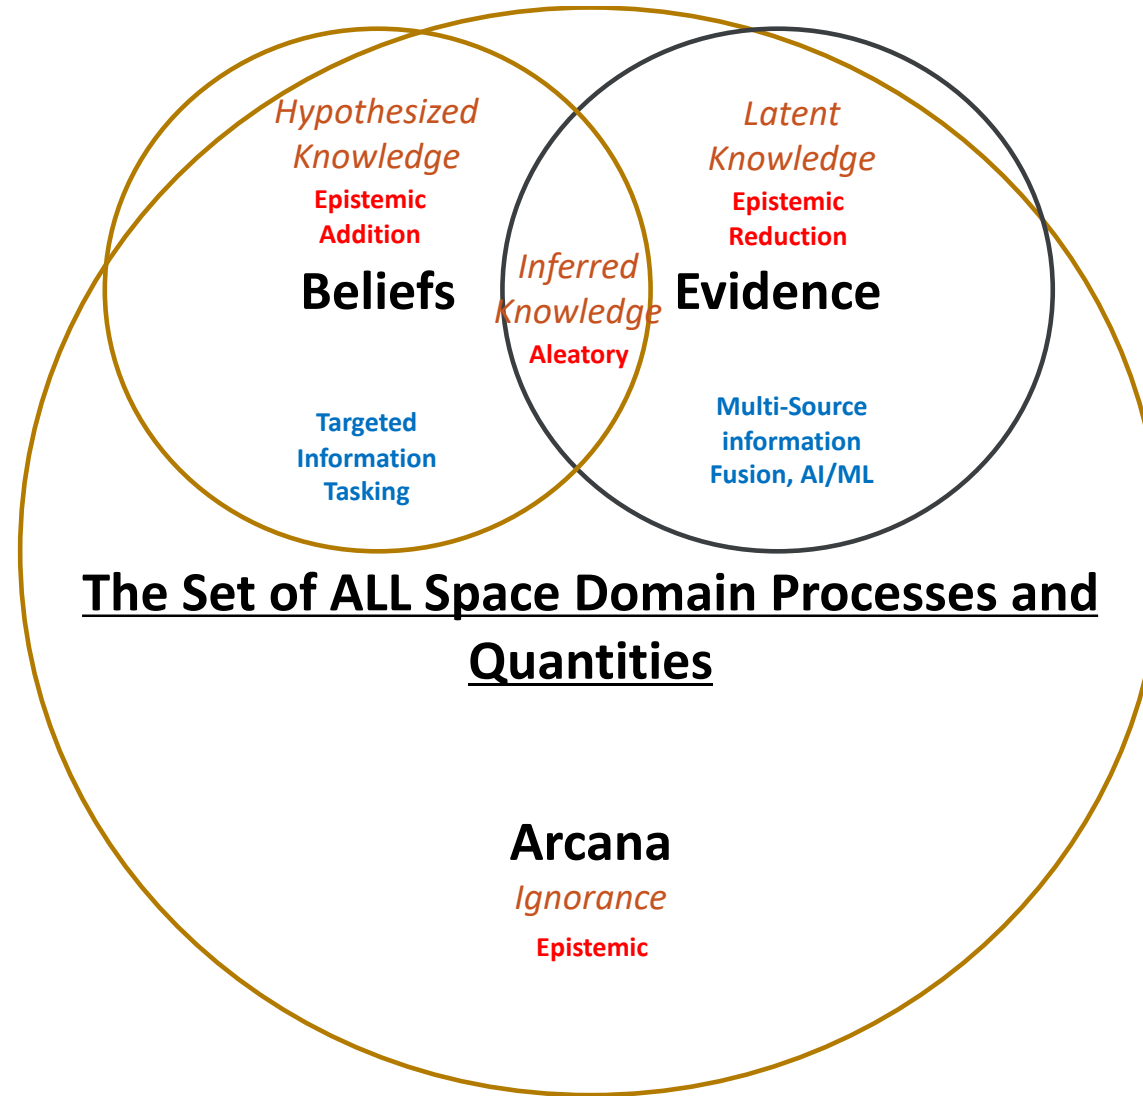 Hypothesized
Knowledge
Epistemic
Addition
Beliefs
Targeted
Information
Tasking
Inferred
Knowledge
Aleatory
Latent
Knowledge
Epistemic
Reduction
Evidence
Multi-Source
information
Fusion, AI/ML
The Set of ALL Space Domain Processes and
Quantities
Arcana
Ignorance
Epistemic